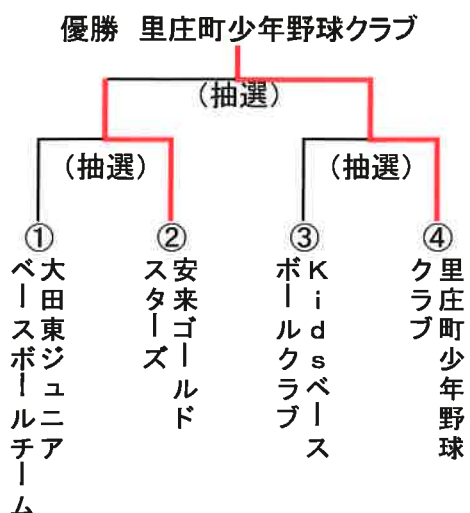 優勝 里庄町少年野球クラブ
(抽選)
(抽選)
(抽選)
①
②
③
④
大田東ジュニア
ベースボールチーム
安来ゴールド
スターズ
Kidsベース
ボールクラブ
里庄町少年野球
クラブ